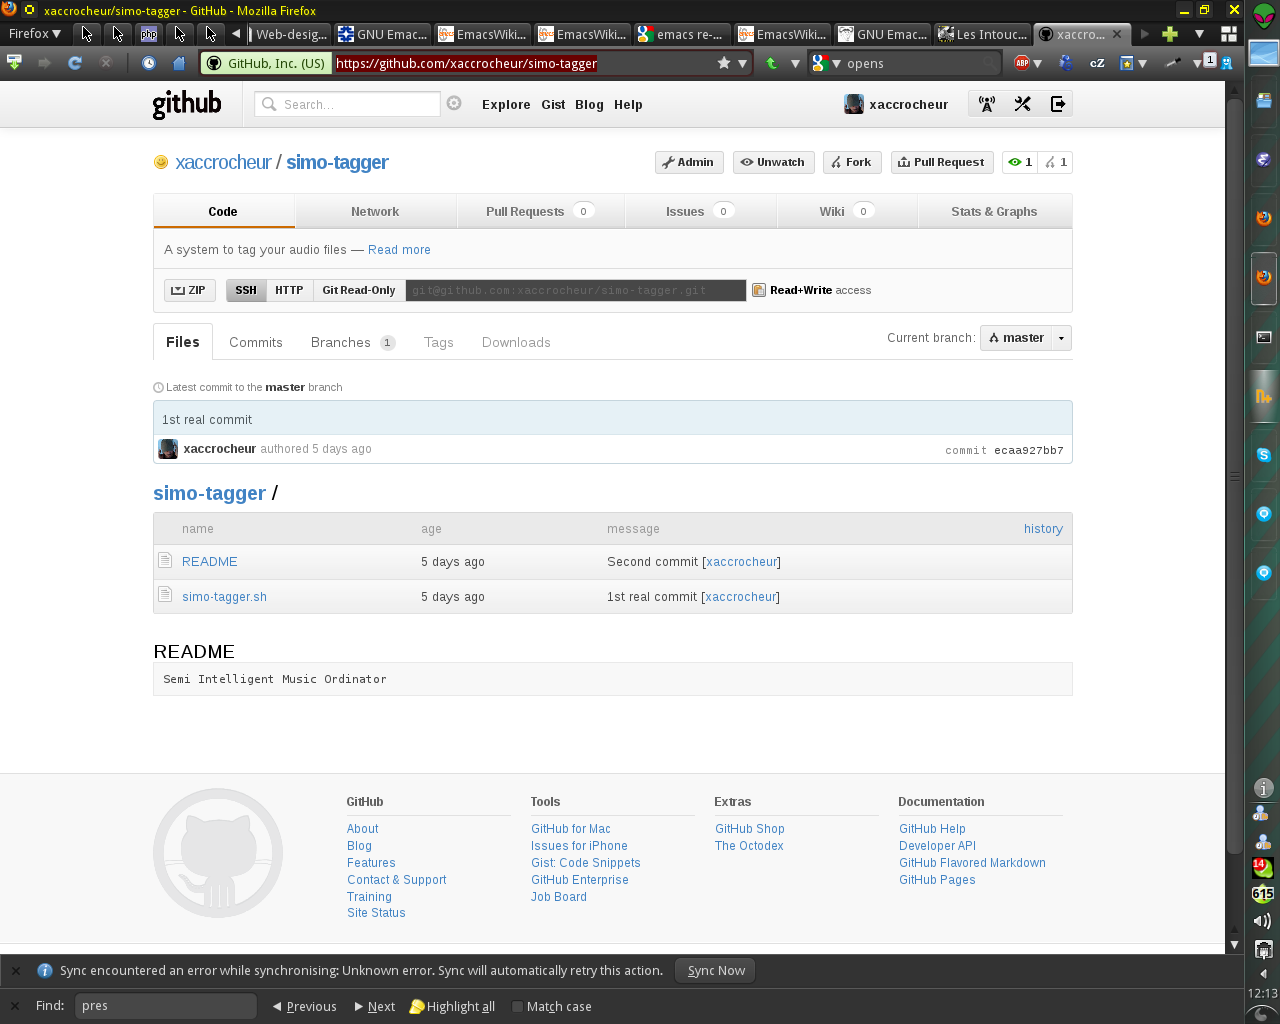 xaccrocheur/simo-tagger - GitHub - Mozilla Firefox
Firefox ▼
php
Web-desig...
GNU Emac...
EmacsWiki...
EmacsWiki...
emacs re-...
EmacsWiki...
GNU Emac...
Les Intouc...
xaccro...
GitHub, Inc. (US)
https://github.com/xaccrocheur/simo-tagger
opens
ABP
cZ
1
github
Search...
Explore Gist Blog Help
xaccrocheur
xaccrocheur / simo-tagger
Admin
Unwatch
Fork
Pull Request
1
1
Code
Network
Pull Requests 0
Issues 0
Wiki 0
Stats & Graphs
A system to tag your audio files — Read more
ZIP
SSH
HTTP
Git Read-Only
git@github.com:xaccrocheur/simo-tagger.git
Read+Write access
Files
Commits
Branches 1
Tags
Downloads
Current branch: master
Latest commit to the master branch
1st real commit
xaccrocheur authored 5 days ago
commit ecaa927bb7
simo-tagger /
name age message history
README 5 days ago Second commit [xaccrocheur]
simo-tagger.sh 5 days ago 1st real commit [xaccrocheur]
README
Semi Intelligent Music Ordinator
GitHub
About
Blog
Features
Contact & Support
Training
Site Status
Tools
GitHub for Mac
Issues for iPhone
Gist: Code Snippets
GitHub Enterprise
Job Board
Extras
GitHub Shop
The Octodex
Documentation
GitHub Help
Developer API
GitHub Flavored Markdown
GitHub Pages
Sync encountered an error while synchronising: Unknown error. Sync will automatically retry this action.
Sync Now
Find: pres
Previous
Next
Highlight all
Match case
n+
14
615
12:13